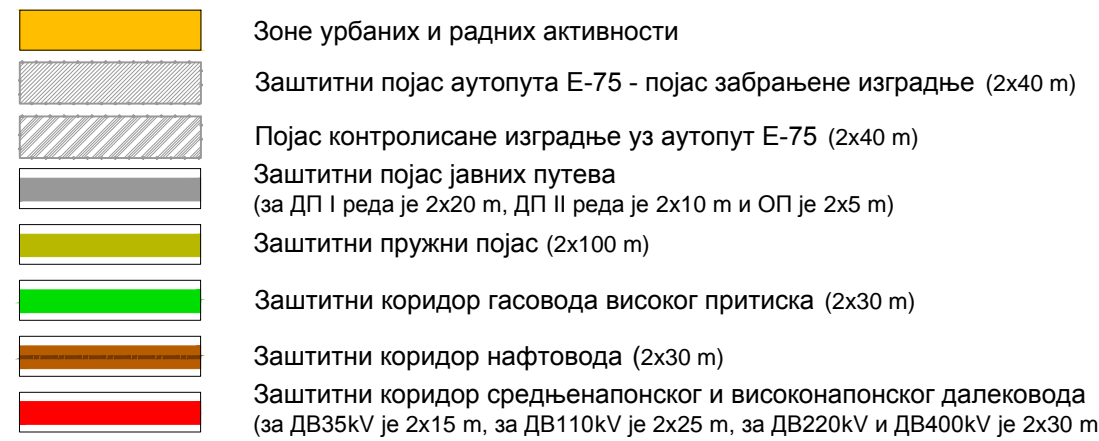 Зоне урбаних и радних активности
Заштитни појас аутопута Е-75 - појас забрањене изградње (2x40 m)
Појас контролисане изградње уз аутопут Е-75 (2x40 m)
Заштитни појас јавних путева
(за ДП I реда је 2x20 m, ДП II реда је 2x10 m и ОП је 2x5 m)
Заштитни пружни појас (2x100 m)
Заштитни коридор гасовода високог притиска (2x30 m)
Заштитни коридор нафтовода (2x30 m)
Заштитни коридор средњенапонског и високонапонског далековода
(за ДВ35kV је 2x15 m, за ДВ110kV је 2x25 m, за ДВ220kV и ДВ400kV је 2x30 m